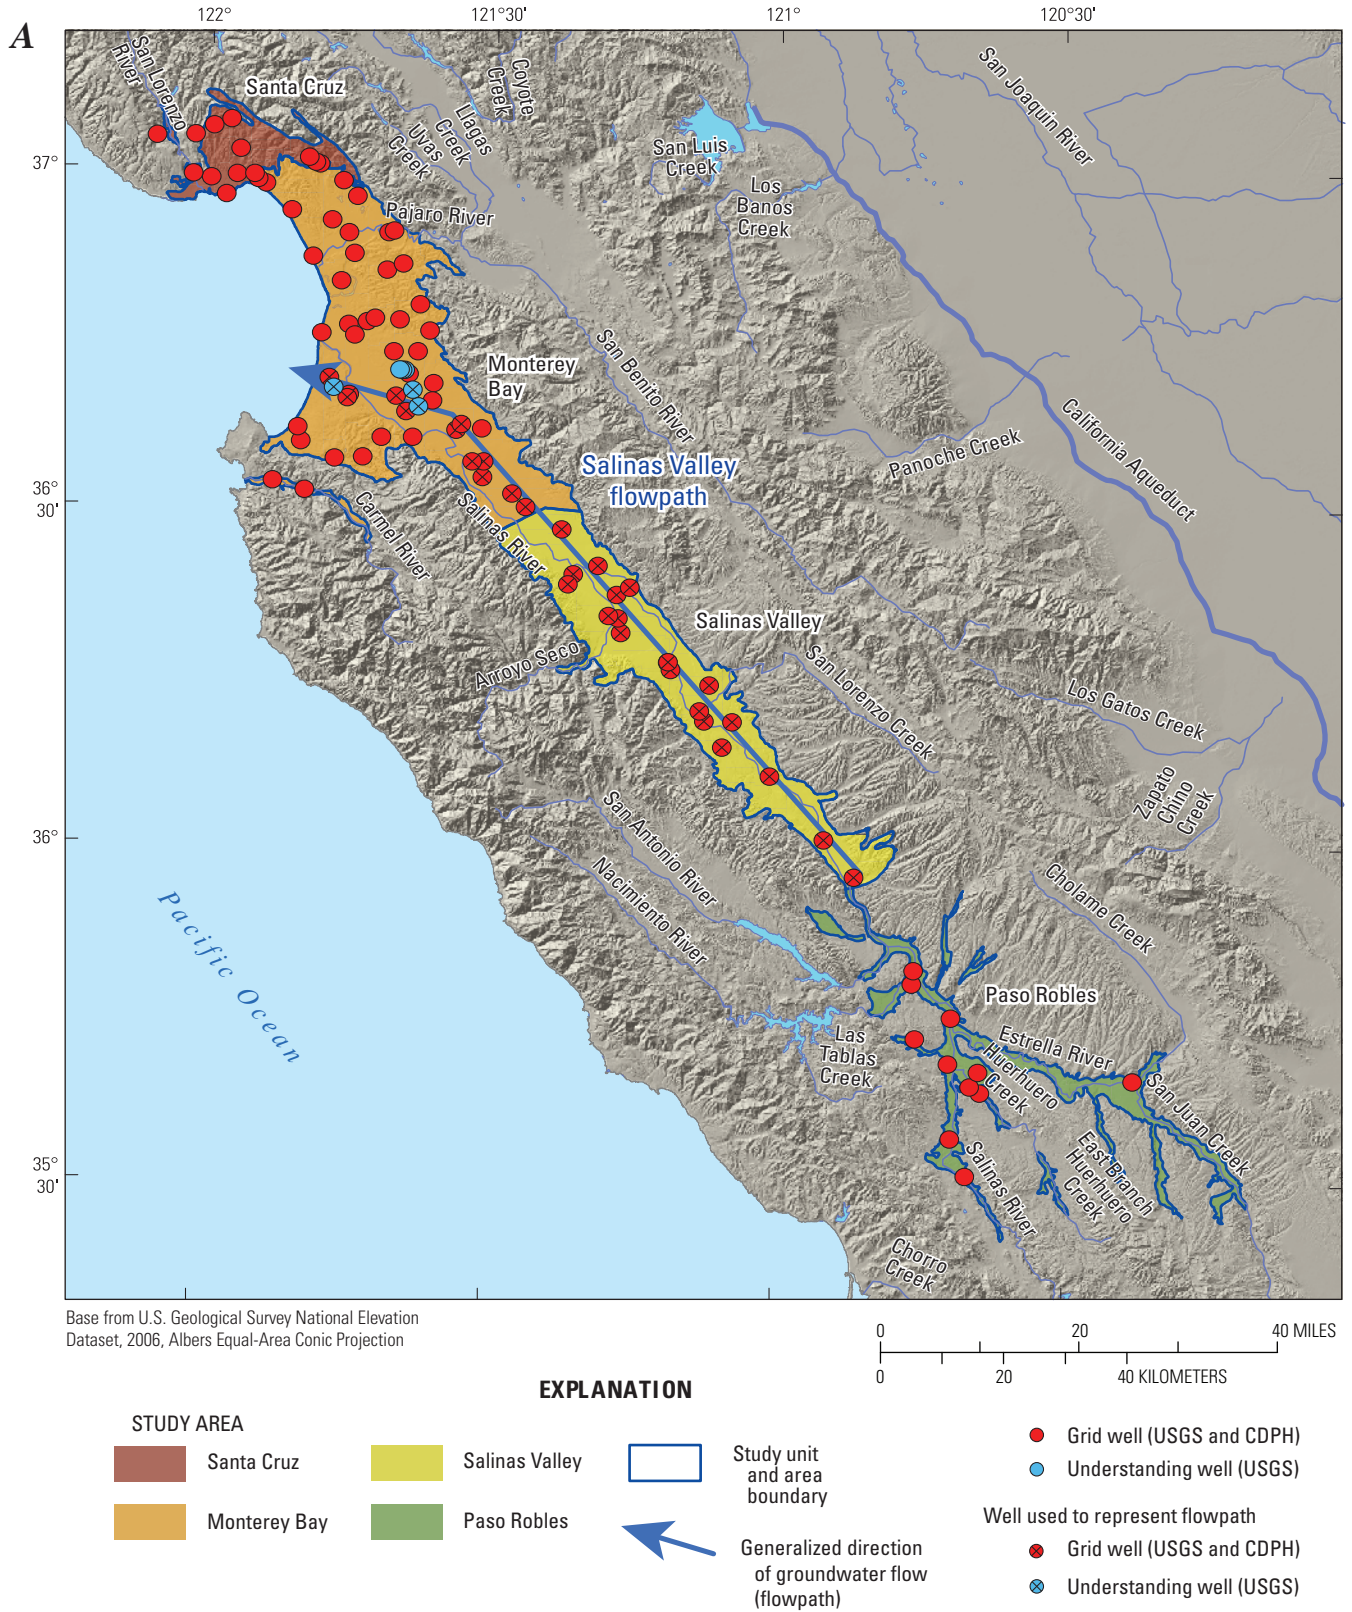 A
122°
121°30'
121°
120°30'
San Lorenzo
River
Santa Cruz
Coyote
Creek
Llagas
Creek
Uvas
Creek
San Joaquin River
San Luis
Creek
Los
Banos
Creek
37°
Pajaro River
San Benito River
Monterey
Bay
California Aqueduct
Panoche Creek
Salinas Valley
flowpath
36°
30'
Salinas River
Carmel River
Salinas Valley
Arroyo Seco
San Lorenzo Creek
Los Gatos Creek
Zapato
Chino
Creek
36°
San Antonio River
Nacimiento River
Cholame Creek
Pacific Ocean
Paso Robles
Las
Tablas
Creek
Estrella River
Huerhuero
Creek
San Juan Creek
35°
30'
East Branch
Huerhuero
Creek
Salinas River
Chorro
Creek
Base from U.S. Geological Survey National Elevation
Dataset, 2006, Albers Equal-Area Conic Projection
0 20 40 MILES
0 20 40 KILOMETERS
EXPLANATION
STUDY AREA
Santa Cruz
Monterey Bay
Salinas Valley
Paso Robles
Study unit
and area
boundary
Generalized direction
of groundwater flow
(flowpath)
Grid well (USGS and CDPH)
Understanding well (USGS)
Well used to represent flowpath
Grid well (USGS and CDPH)
Understanding well (USGS)